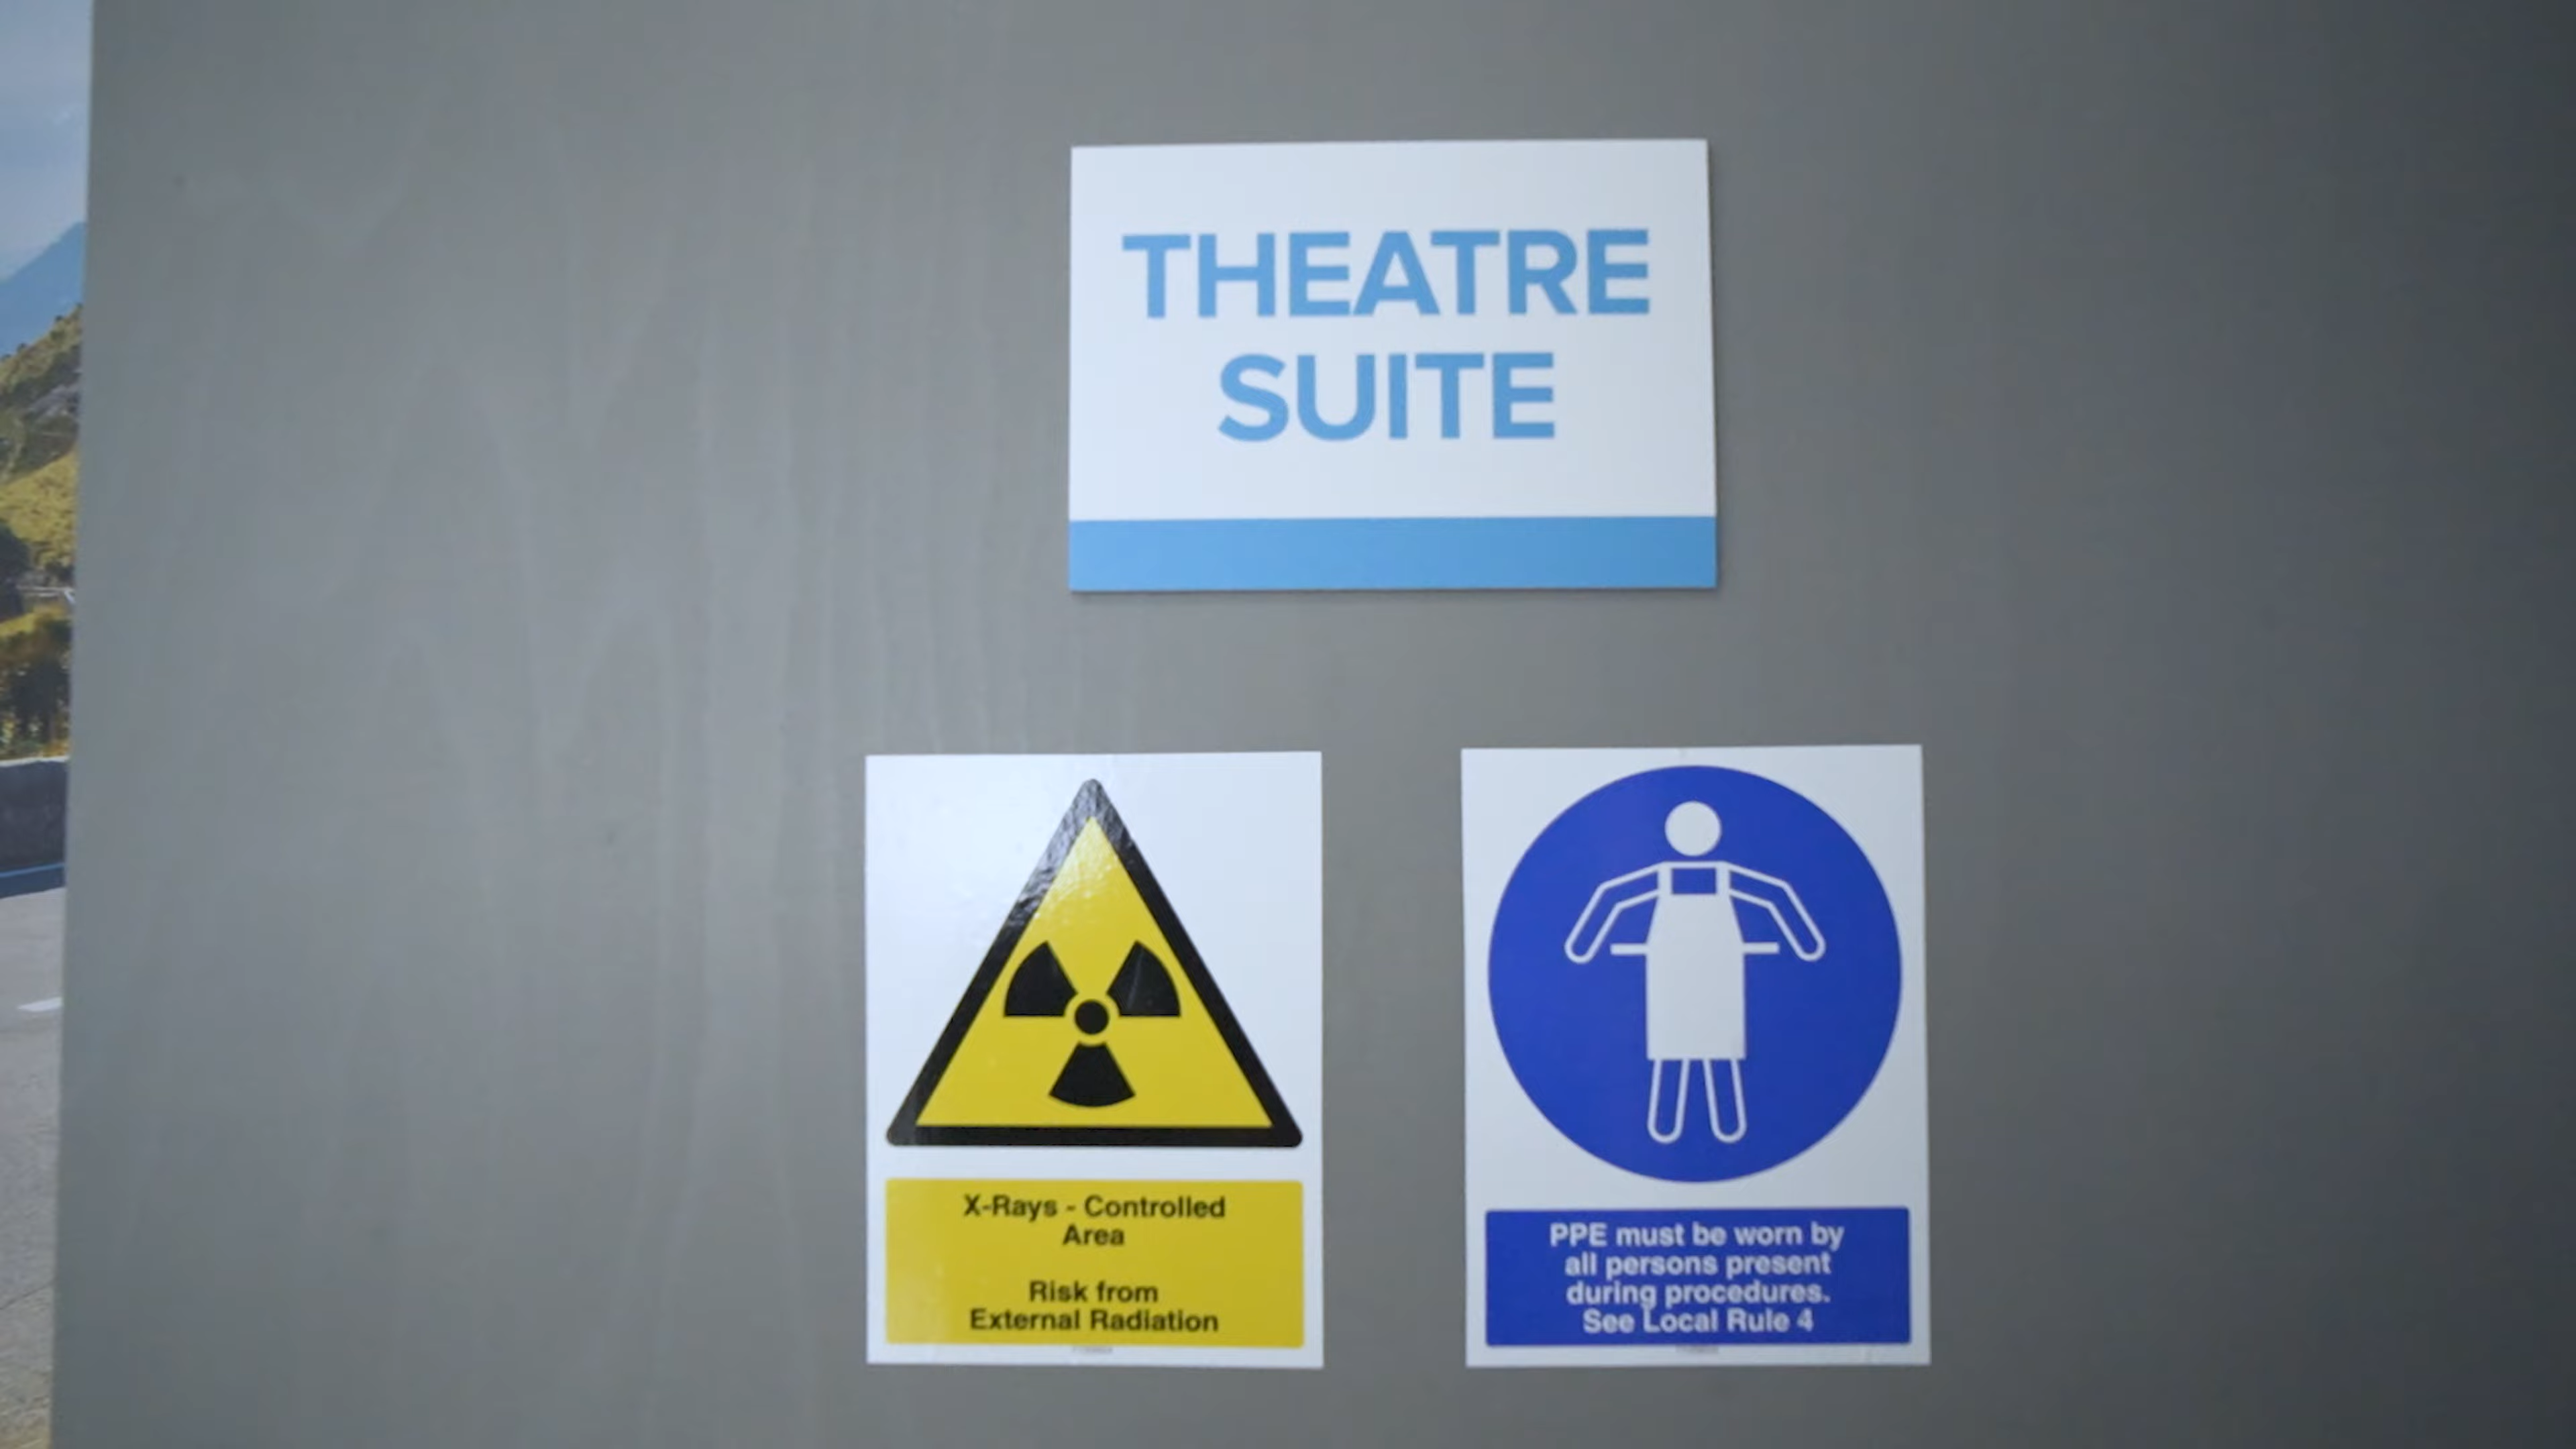 THEATRE
SUITE
X-Rays - Controlled
Area
Risk from
External Radiation
PPE must be worn by
all persons present
during procedures.
See Local Rule 4